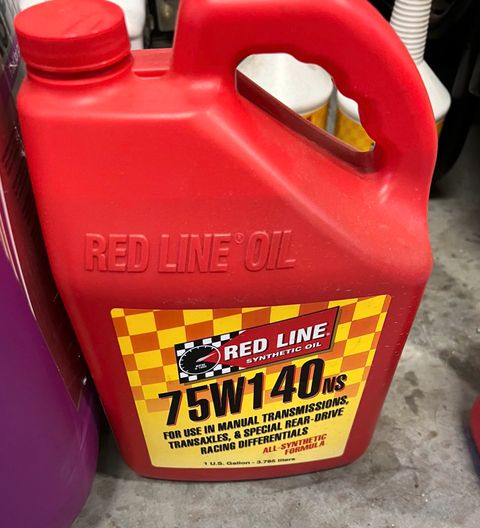 RED LINE® OIL
RED LINE
SYNTHETIC OIL
75W140NS
FOR USE IN MANUAL TRANSMISSIONS,
TRANSAXLES, & SPECIAL REAR-DRIVE
RACING DIFFERENTIALS
ALL-SYNTHETIC
FORMULA
1 U.S. Gallon - 3.785 liters